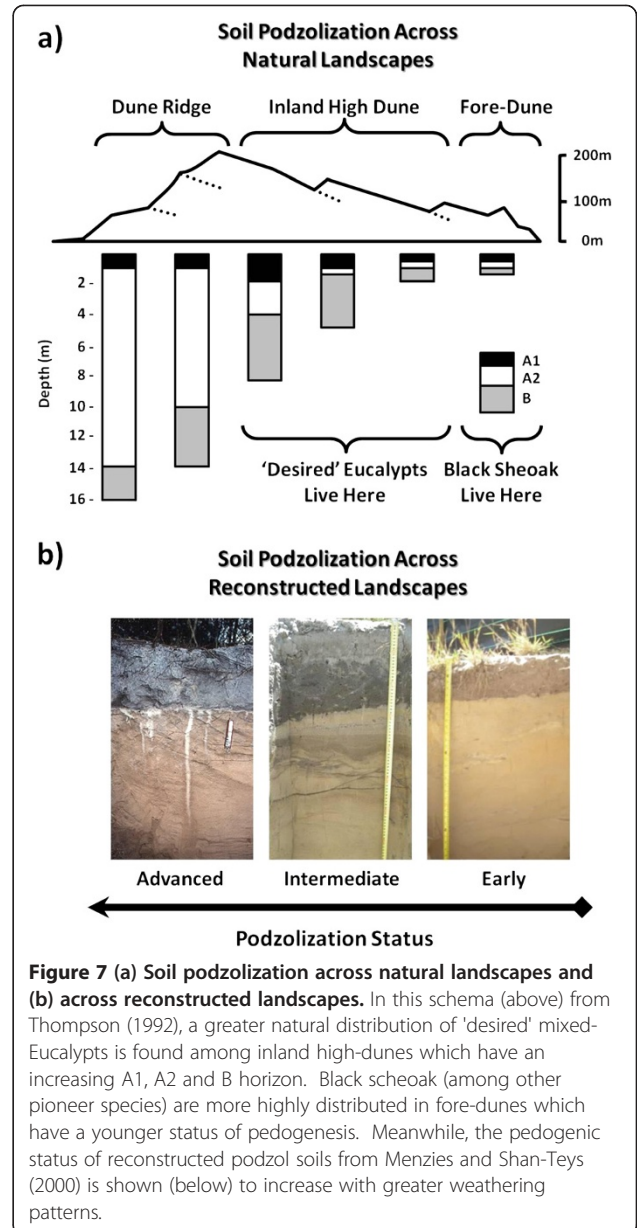 a)
Soil Podzolization Across
Natural Landscapes
Dune Ridge
Inland High Dune
Fore-Dune
200m
100m
0m
Depth (m)
2 -
4 -
6 -
8 -
10 -
12 -
14 -
16 -
A1
A2
B
'Desired' Eucalypts
Live Here
Black Sheoak
Live Here
b)
Soil Podzolization Across
Reconstructed Landscapes
Advanced
Intermediate
Early
Podzolization Status
Figure 7 (a) Soil podzolization across natural landscapes and
(b) across reconstructed landscapes. In this schema (above) from
Thompson (1992), a greater natural distribution of 'desired' mixed-
Eucalypts is found among inland high-dunes which have an
increasing A1, A2 and B horizon. Black scheoak (among other
pioneer species) are more highly distributed in fore-dunes which
have a younger status of pedogenesis. Meanwhile, the pedogenic
status of reconstructed podzol soils from Menzies and Shan-Teys
(2000) is shown (below) to increase with greater weathering
patterns.